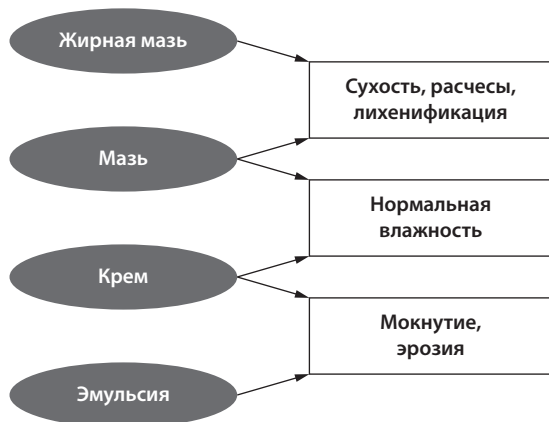 Жирная мазь
Сухость, расчесы,
лихенификация
Мазь
Нормальная
влажность
Крем
Мокнутие,
эрозия
Эмульсия